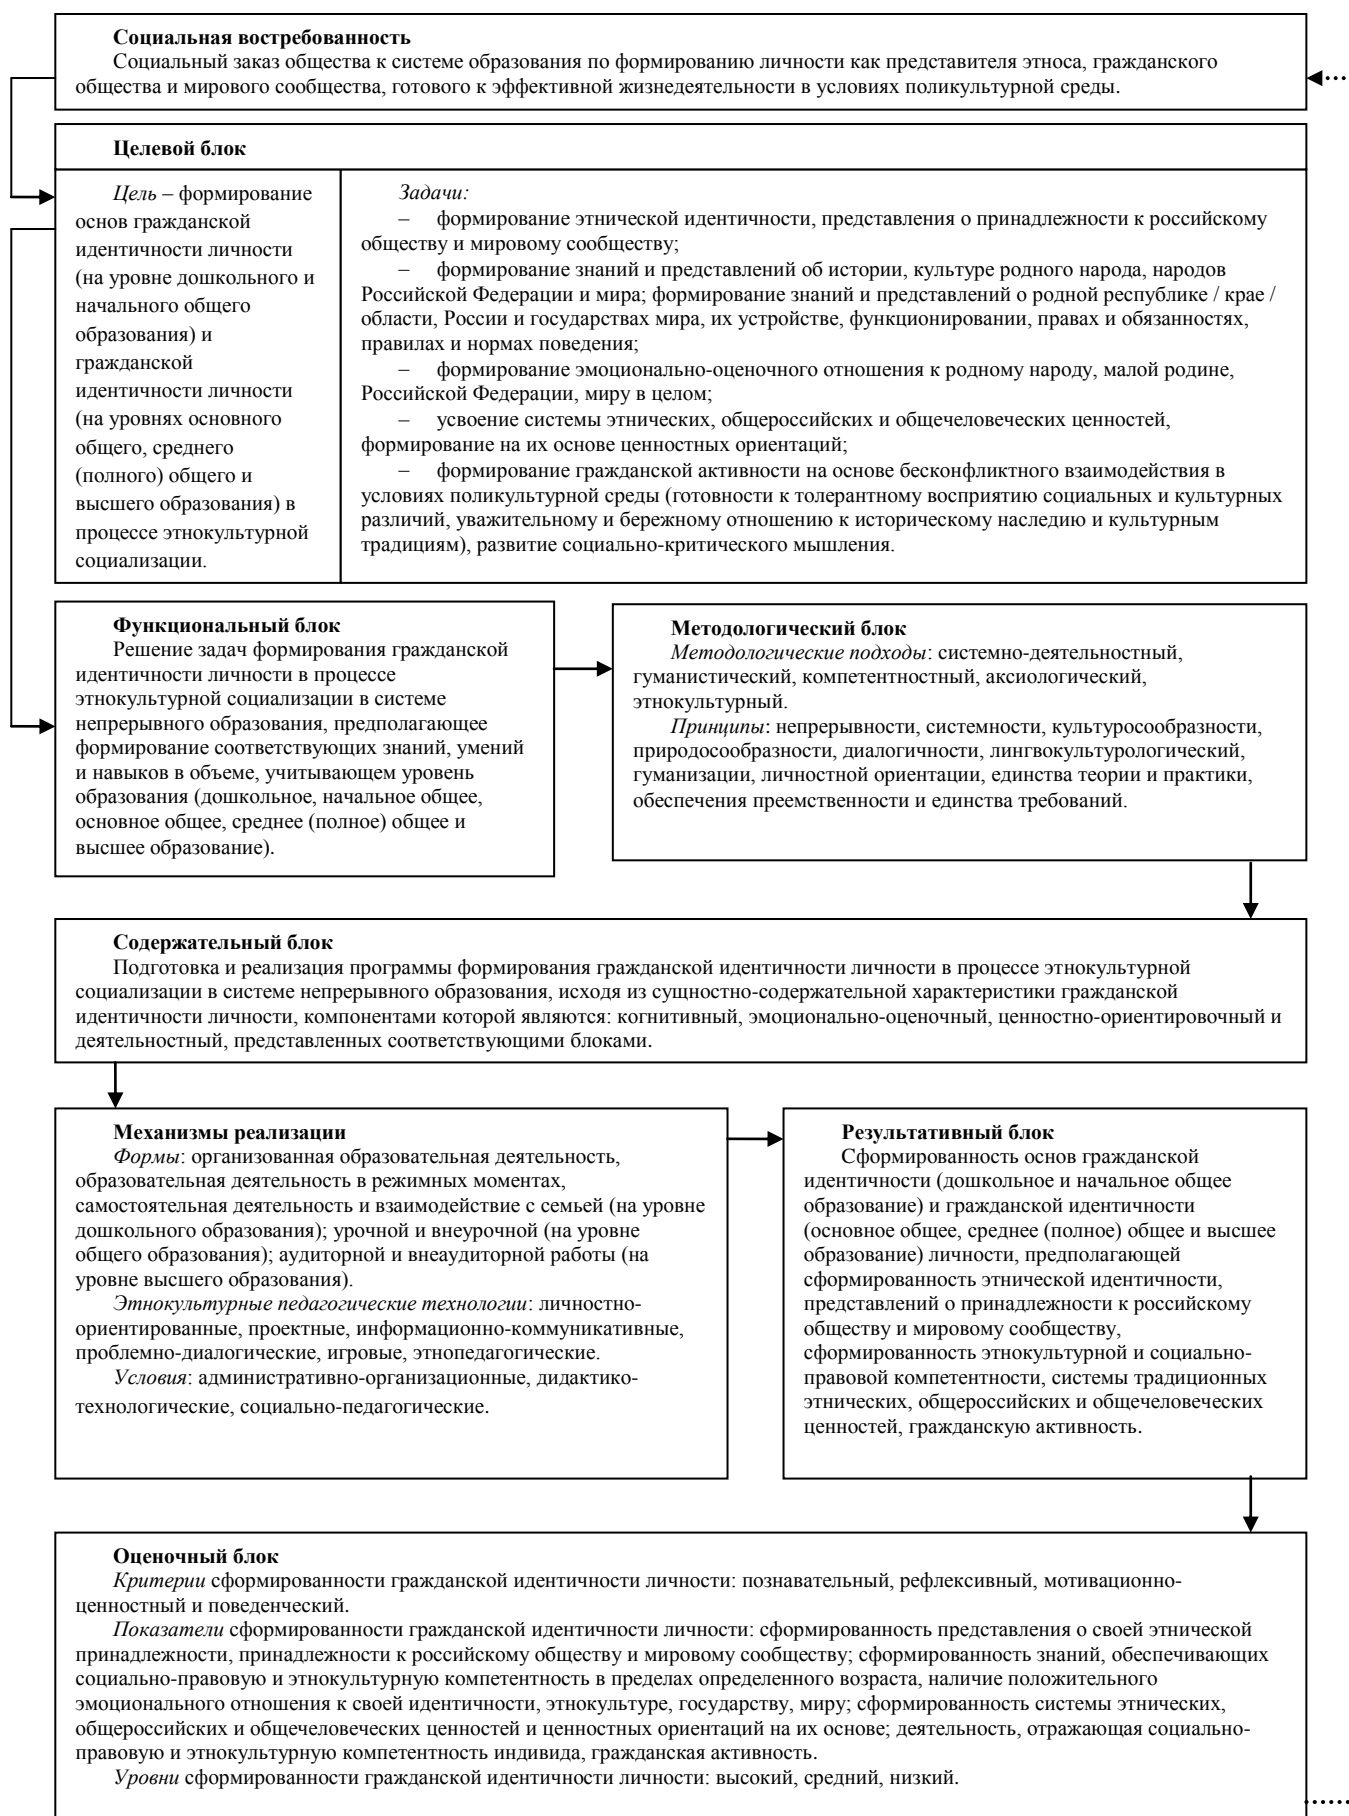 Социальная востребованность
Социальный заказ общества к системе образования по формированию личности как представителя этноса, гражданского
общества и мирового сообщества, готового к эффективной жизнедеятельности в условиях поликультурной среды.
Целевой блок
Цель – формирование
основ гражданской
идентичности личности
(на уровне дошкольного и
начального общего
образования) и
гражданской
идентичности личности
(на уровнях основного
общего, среднего
(полного) общего и
высшего образования) в
процессе этнокультурной
социализации.
Задачи:
– формирование этнической идентичности, представления о принадлежности к российскому
обществу и мировому сообществу;
– формирование знаний и представлений об истории, культуре родного народа, народов
Российской Федерации и мира; формирование знаний и представлений о родной республике / крае /
области, России и государствах мира, их устройстве, функционировании, правах и обязанностях,
правилах и нормах поведения;
– формирование эмоционально-оценочного отношения к родному народу, малой родине,
Российской Федерации, миру в целом;
– усвоение системы этнических, общероссийских и общечеловеческих ценностей,
формирование на их основе ценностных ориентаций;
– формирование гражданской активности на основе бесконфликтного взаимодействия в
условиях поликультурной среды (готовности к толерантному восприятию социальных и культурных
различий, уважительному и бережному отношению к историческому наследию и культурным
традициям), развитие социально-критического мышления.
Функциональный блок
Решение задач формирования гражданской
идентичности личности в процессе
этнокультурной социализации в системе
непрерывного образования, предполагающее
формирование соответствующих знаний, умений
и навыков в объеме, учитывающем уровень
образования (дошкольное, начальное общее,
основное общее, среднее (полное) общее и
высшее образование).
Методологический блок
Методологические подходы: системно-деятельностный,
гуманистический, компетентностный, аксиологический,
этнокультурный.
Принципы: непрерывности, системности, культуросообразности,
природосообразности, диалогичности, лингвокультурологический,
гуманизации, личностной ориентации, единства теории и практики,
обеспечения преемственности и единства требований.
Содержательный блок
Подготовка и реализация программы формирования гражданской идентичности личности в процессе этнокультурной
социализации в системе непрерывного образования, исходя из сущностно-содержательной характеристики гражданской
идентичности личности, компонентами которой являются: когнитивный, эмоционально-оценочный, ценностно-ориентировочный и
деятельностный, представленных соответствующими блоками.
Механизмы реализации
Формы: организованная образовательная деятельность,
образовательная деятельность в режимных моментах,
самостоятельная деятельность и взаимодействие с семьей (на уровне
дошкольного образования); урочной и внеурочной (на уровне
общего образования); аудиторной и внеаудиторной работы (на
уровне высшего образования).
Этнокультурные педагогические технологии: личностно-
ориентированные, проектные, информационно-коммуникативные,
проблемно-диалогические, игровые, этнопедагогические.
Условия: административно-организационные, дидактико-
технологические, социально-педагогические.
Результативный блок
Сформированность основ гражданской
идентичности (дошкольное и начальное общее
образование) и гражданской идентичности
(основное общее, среднее (полное) общее и высшее
образование) личности, предполагающей
сформированность этнической идентичности,
представлений о принадлежности к российскому
обществу и мировому сообществу,
сформированность этнокультурной и социально-
правовой компетентности, системы традиционных
этнических, общероссийских и общечеловеческих
ценностей, гражданскую активность.
Оценочный блок
Критерии сформированности гражданской идентичности личности: познавательный, рефлексивный, мотивационно-
ценностный и поведенческий.
Показатели сформированности гражданской идентичности личности: сформированность представления о своей этнической
принадлежности, принадлежности к российскому обществу и мировому сообществу; сформированность знаний, обеспечивающих
социально-правовую и этнокультурную компетентность в пределах определенного возраста, наличие положительного
эмоционального отношения к своей идентичности, этнокультуре, государству, миру; сформированность системы этнических,
общероссийских и общечеловеческих ценностей и ценностных ориентаций на их основе; деятельность, отражающая социально-
правовую и этнокультурную компетентность индивида, гражданская активность.
Уровни сформированности гражданской идентичности личности: высокий, средний, низкий.